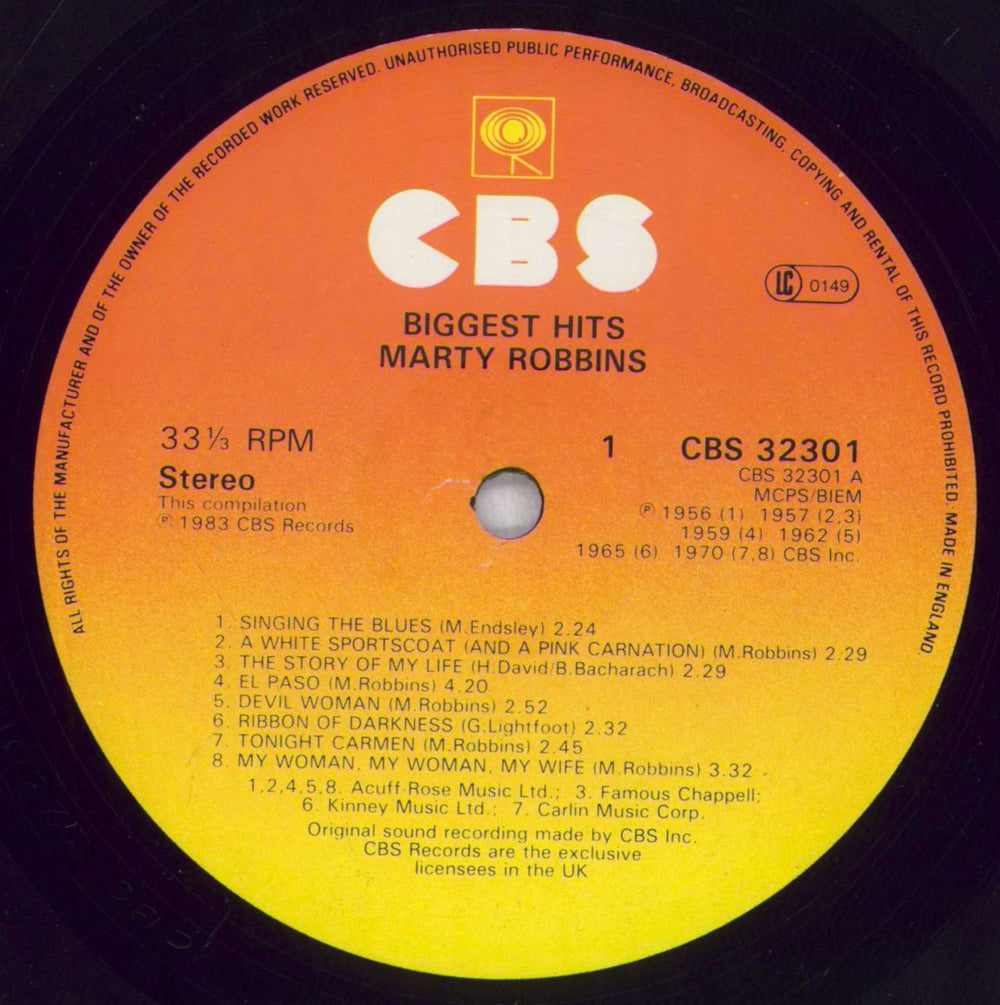 ALL RIGHTS OF THE MANUFACTURER AND OF THE OWNER OF THE RECORDED WORK RESERVED. UNAUTHORISED PUBLIC PERFORMANCE, BROADCASTING, COPYING AND RENTAL OF THIS RECORD PROHIBITED. MADE IN ENGLAND.
CBS
LC 0149
BIGGEST HITS
MARTY ROBBINS
33⅓ RPM
Stereo
This compilation
℗ 1983 CBS Records
1 CBS 32301
CBS 32301 A
MCPS/BIEM
℗ 1956 (1) 1957 (2,3)
1959 (4) 1962 (5)
1965 (6) 1970 (7,8) CBS Inc.
1. SINGING THE BLUES (M.Endsley) 2.24
2. A WHITE SPORTSCOAT (AND A PINK CARNATION) (M.Robbins) 2.29
3. THE STORY OF MY LIFE (H.David/B.Bacharach) 2.29
4. EL PASO (M.Robbins) 4.20
5. DEVIL WOMAN (M.Robbins) 2.52
6. RIBBON OF DARKNESS (G.Lightfoot) 2.32
7. TONIGHT CARMEN (M.Robbins) 2.45
8. MY WOMAN, MY WOMAN, MY WIFE (M.Robbins) 3.32
1,2,4,5,8. Acuff-Rose Music Ltd.; 3. Famous Chappell;
6. Kinney Music Ltd.; 7. Carlin Music Corp.
Original sound recording made by CBS Inc.
CBS Records are the exclusive
licensees in the UK